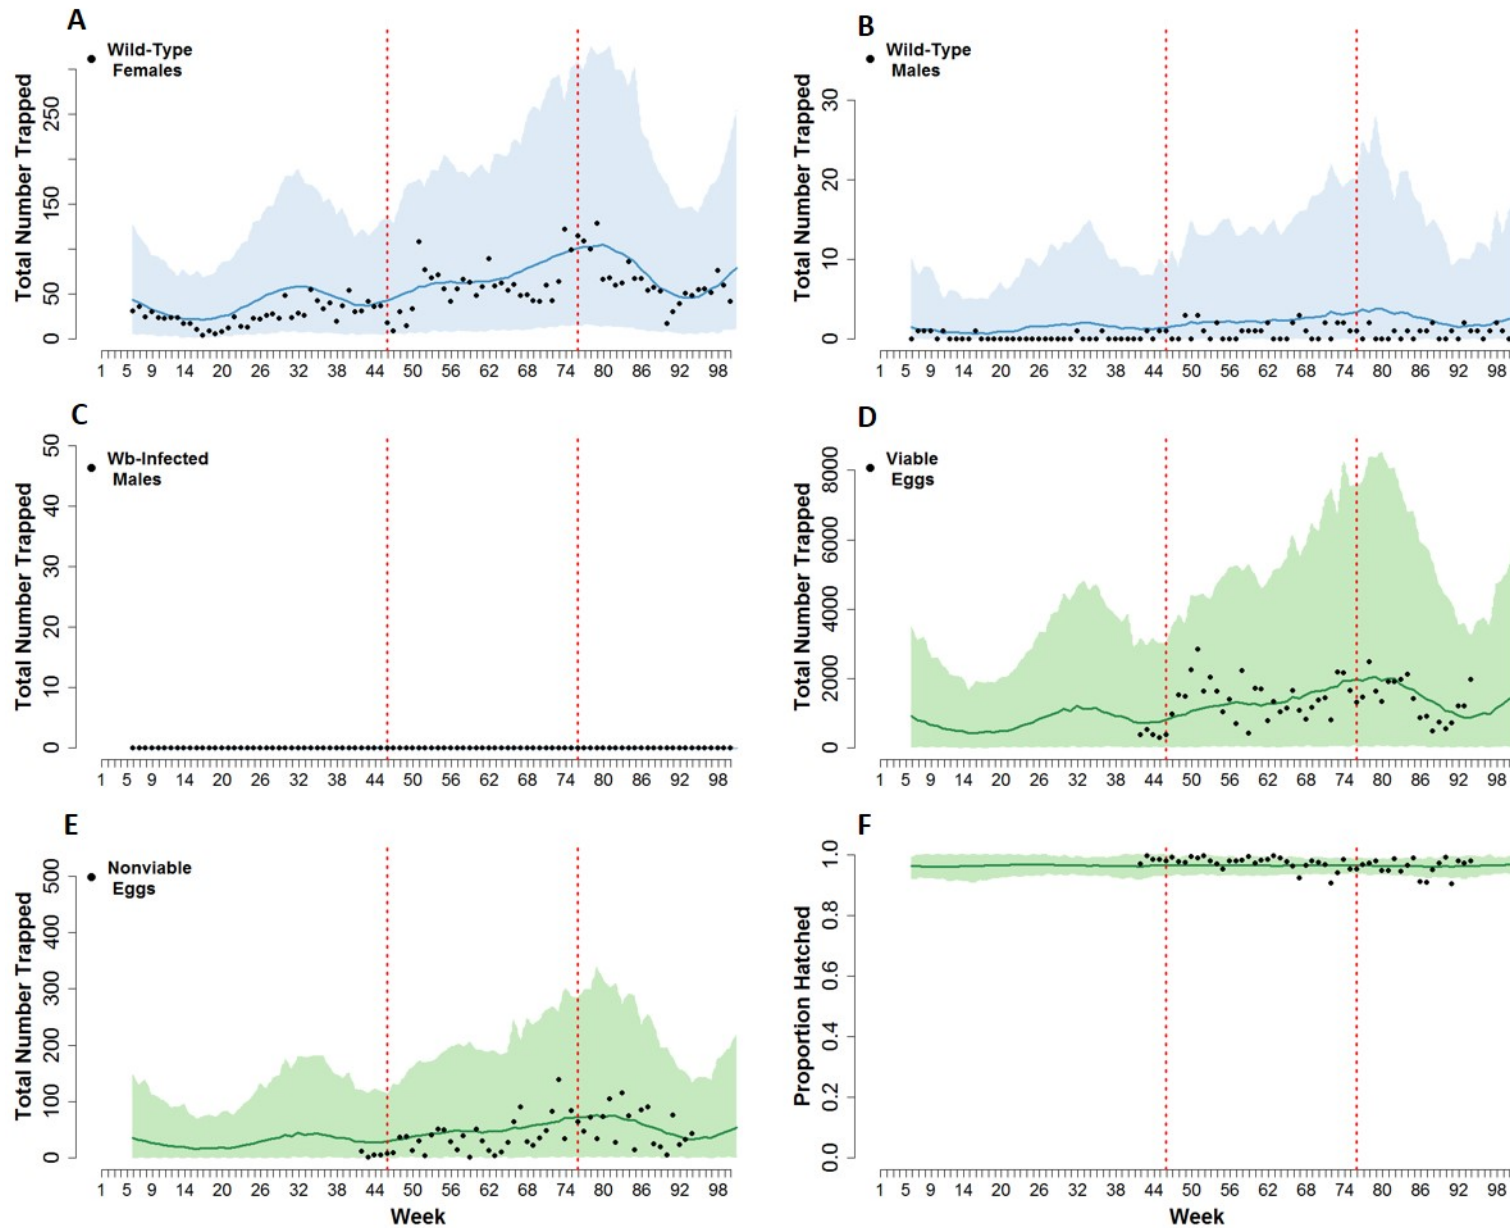 A
Wild-Type
Females
Total Number Trapped
0 50 150 250
1 5 9 14 20 26 32 38 44 50 56 62 68 74 80 86 92 98
B
Wild-Type
Males
Total Number Trapped
0 10 20 30
1 5 9 14 20 26 32 38 44 50 56 62 68 74 80 86 92 98
C
Wb-Infected
Males
Total Number Trapped
0 10 20 30 40 50
1 5 9 14 20 26 32 38 44 50 56 62 68 74 80 86 92 98
D
Viable
Eggs
Total Number Trapped
0 2000 4000 6000 8000
1 5 9 14 20 26 32 38 44 50 56 62 68 74 80 86 92 98
E
Nonviable
Eggs
Total Number Trapped
0 100 200 300 400 500
1 5 9 14 20 26 32 38 44 50 56 62 68 74 80 86 92 98
Week
F
Proportion Hatched
0.0 0.2 0.4 0.6 0.8 1.0
1 5 9 14 20 26 32 38 44 50 56 62 68 74 80 86 92 98
Week